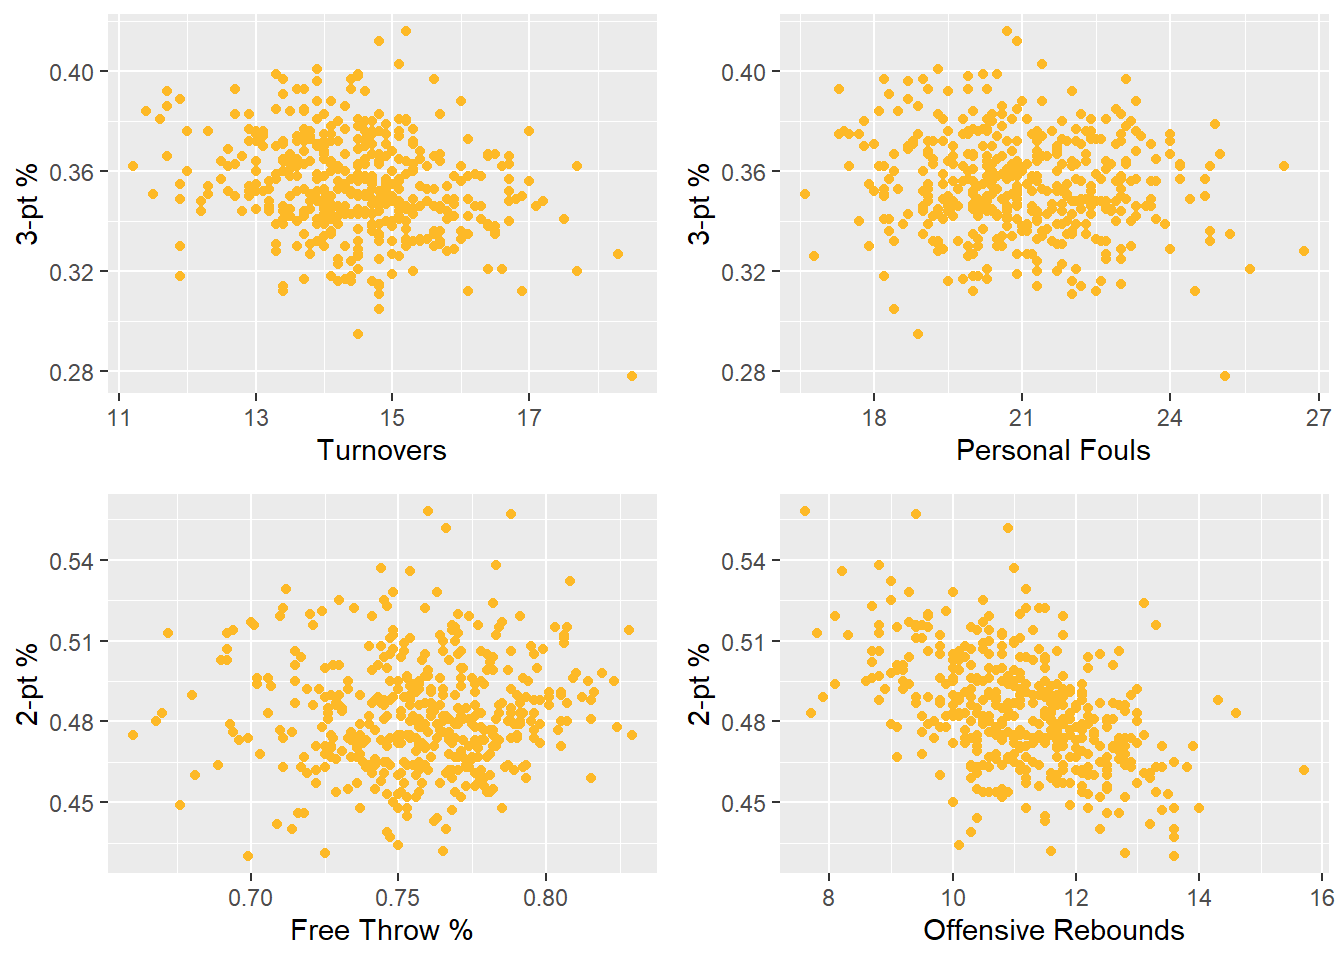 3-pt %
0.40
0.36
0.32
0.28
11 13 15 17
Turnovers
3-pt %
0.40
0.36
0.32
0.28
18 21 24 27
Personal Fouls
2-pt %
0.54
0.51
0.48
0.45
0.70 0.75 0.80
Free Throw %
2-pt %
0.54
0.51
0.48
0.45
8 10 12 14 16
Offensive Rebounds